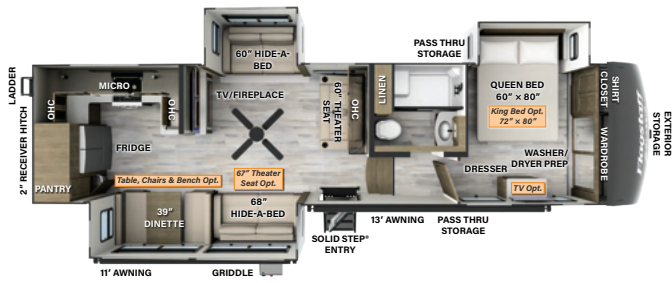 60" HIDE-A-
BED
PASS THRU
STORAGE
LADDER
MICRO
OHC
OHC
TV/FIREPLACE
60" THEATER
SEAT
OHC
LINEN
QUEEN BED
60" × 80"
King Bed Opt.
72" × 80"
SHIRT
CLOSET
WARDROBE
EXTERIOR
STORAGE
Flagstaff
2" RECEIVER HITCH
FRIDGE
PANTRY
Table, Chairs & Bench Opt.
67" Theater
Seat Opt.
WASHER/
DRYER PREP
DRESSER
TV Opt.
39"
DINETTE
68"
HIDE-A-BED
SOLID STEP®
ENTRY
13' AWNING
PASS THRU
STORAGE
11' AWNING
GRIDDLE